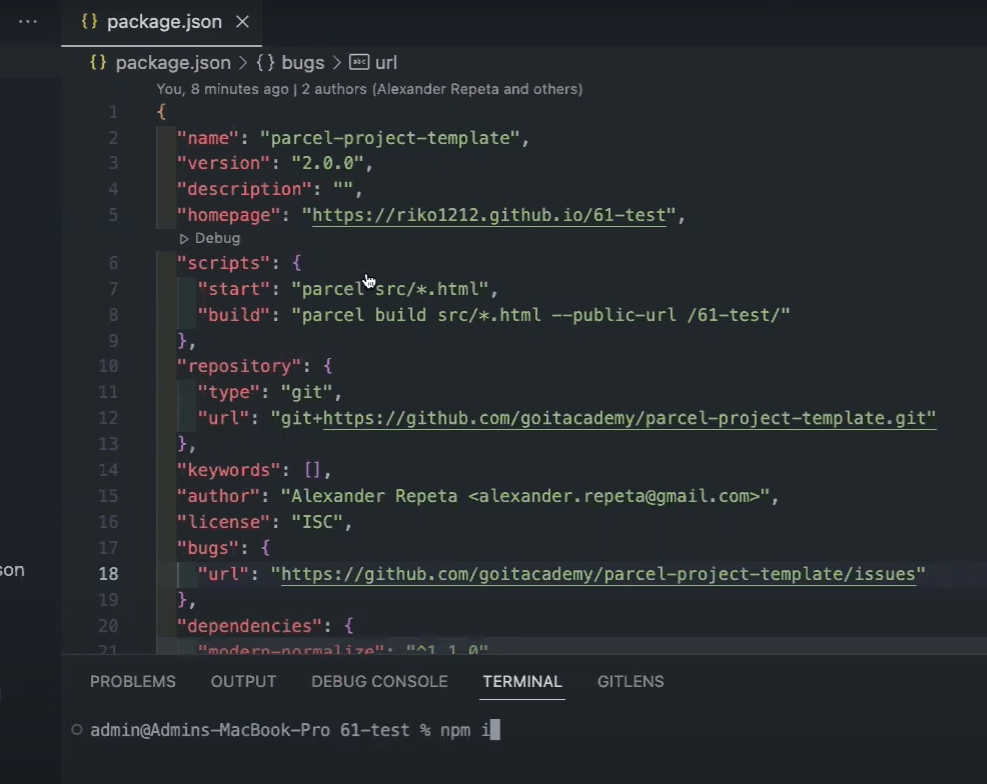 ... {} package.json ×
{} package.json > {} bugs > abc url
You, 8 minutes ago | 2 authors (Alexander Repeta and others)
1 {
2 "name": "parcel-project-template",
3 "version": "2.0.0",
4 "description": "",
5 "homepage": "https://riko1212.github.io/61-test",
▷ Debug
6 "scripts": {
7 "start": "parcel src/*.html",
8 "build": "parcel build src/*.html --public-url /61-test/"
9 },
10 "repository": {
11 "type": "git",
12 "url": "git+https://github.com/goitacademy/parcel-project-template.git"
13 },
14 "keywords": [],
15 "author": "Alexander Repeta <alexander.repeta@gmail.com>",
16 "license": "ISC",
17 "bugs": {
son
18 "url": "https://github.com/goitacademy/parcel-project-template/issues"
19 },
20 "dependencies": {
21 "modern-normalize": "^1.1.0"
PROBLEMS OUTPUT DEBUG CONSOLE TERMINAL GITLENS
admin@Admins-MacBook-Pro 61-test % npm i